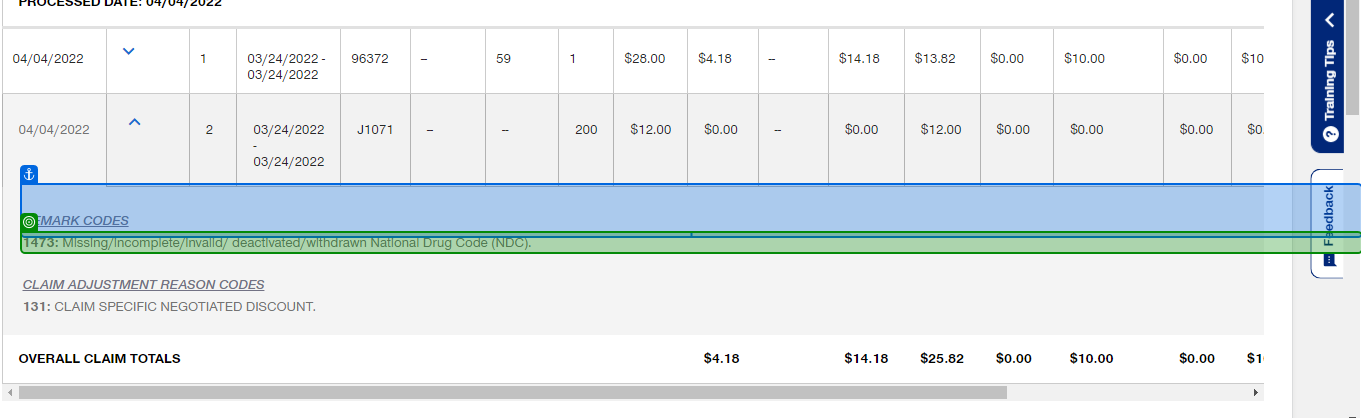 PROCESSED DATE: 04/04/2022
04/04/2022 1 03/24/2022 - 03/24/2022 96372 -- 59 1 $28.00 $4.18 -- $14.18 $13.82 $0.00 $10.00 $0.00 $10
04/04/2022 2 03/24/2022 - 03/24/2022 J1071 -- -- 200 $12.00 $0.00 -- $0.00 $12.00 $0.00 $0.00 $0.00 $0.
REMARK CODES
1473: Missing/incomplete/invalid/ deactivated/withdrawn National Drug Code (NDC).
CLAIM ADJUSTMENT REASON CODES
131: CLAIM SPECIFIC NEGOTIATED DISCOUNT.
OVERALL CLAIM TOTALS $4.18 $14.18 $25.82 $0.00 $10.00 $0.00 $1
Training Tips
Feedback